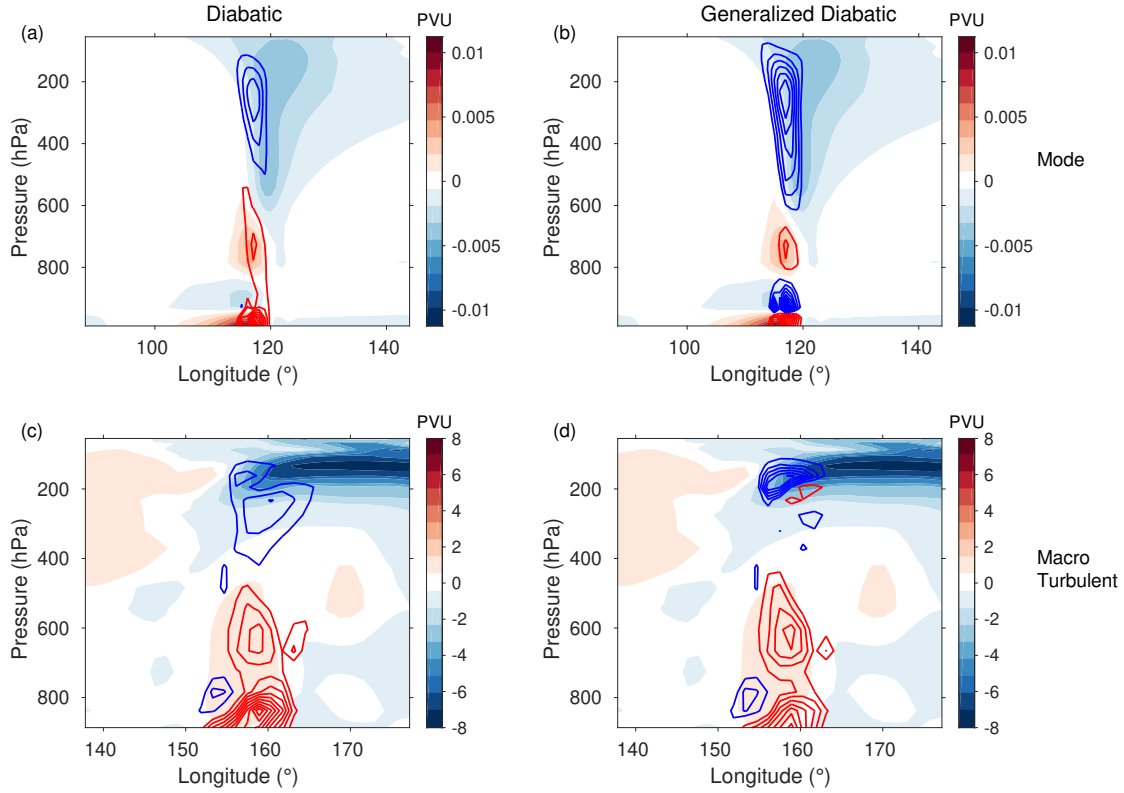 Diabatic
Generalized Diabatic
(a)
PVU
(b)
PVU
0.01
0.005
0
-0.005
-0.01
0.01
0.005
0
-0.005
-0.01
200
400
600
800
Pressure (hPa)
100
120
140
Longitude (°)
200
400
600
800
Pressure (hPa)
100
120
140
Longitude (°)
Mode
(c)
PVU
(d)
PVU
8
6
4
2
0
-2
-4
-6
-8
8
6
4
2
0
-2
-4
-6
-8
200
400
600
800
Pressure (hPa)
140
150
160
170
Longitude (°)
200
400
600
800
Pressure (hPa)
140
150
160
170
Longitude (°)
Macro
Turbulent